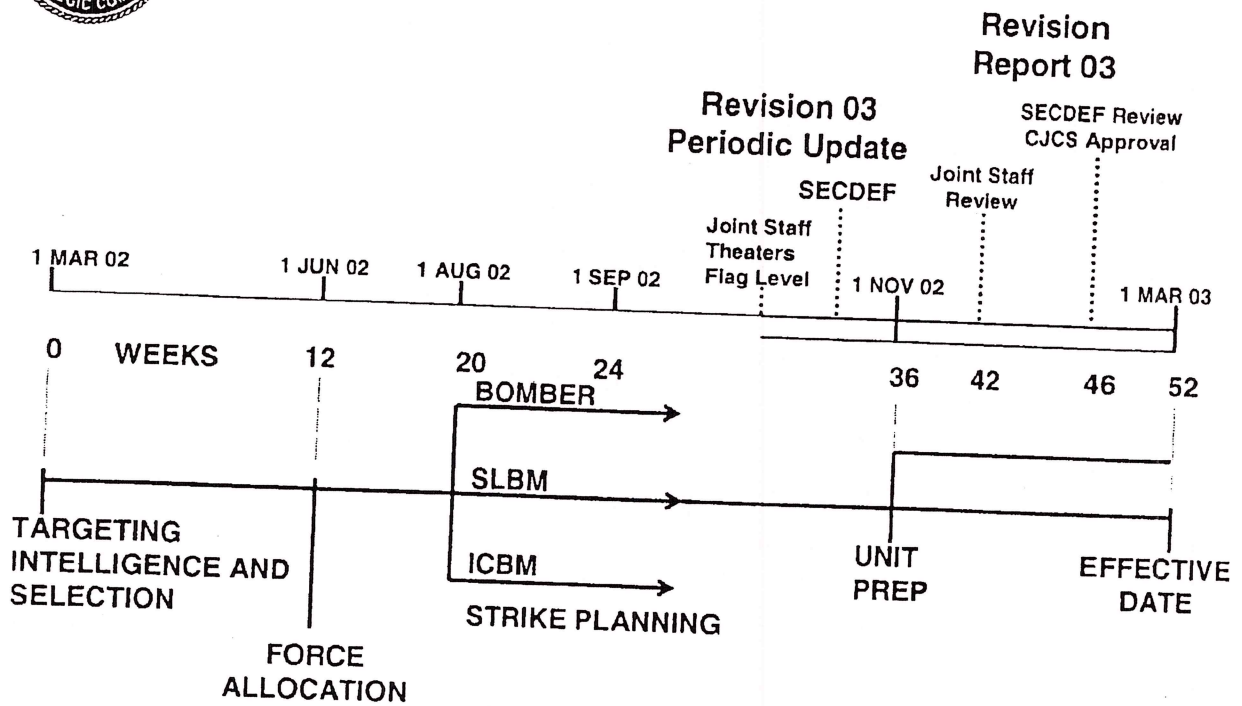 Revision
Report 03
SECDEF Review
CJCS Approval
Revision 03
Periodic Update
SECDEF
Joint Staff
Review
Joint Staff
Theaters
Flag Level
1 MAR 02
1 JUN 02
1 AUG 02
1 SEP 02
1 NOV 02
1 MAR 03
0 WEEKS 12 20 24 36 42 46 52
BOMBER
SLBM
ICBM
STRIKE PLANNING
TARGETING
INTELLIGENCE AND
SELECTION
FORCE
ALLOCATION
UNIT
PREP
EFFECTIVE
DATE